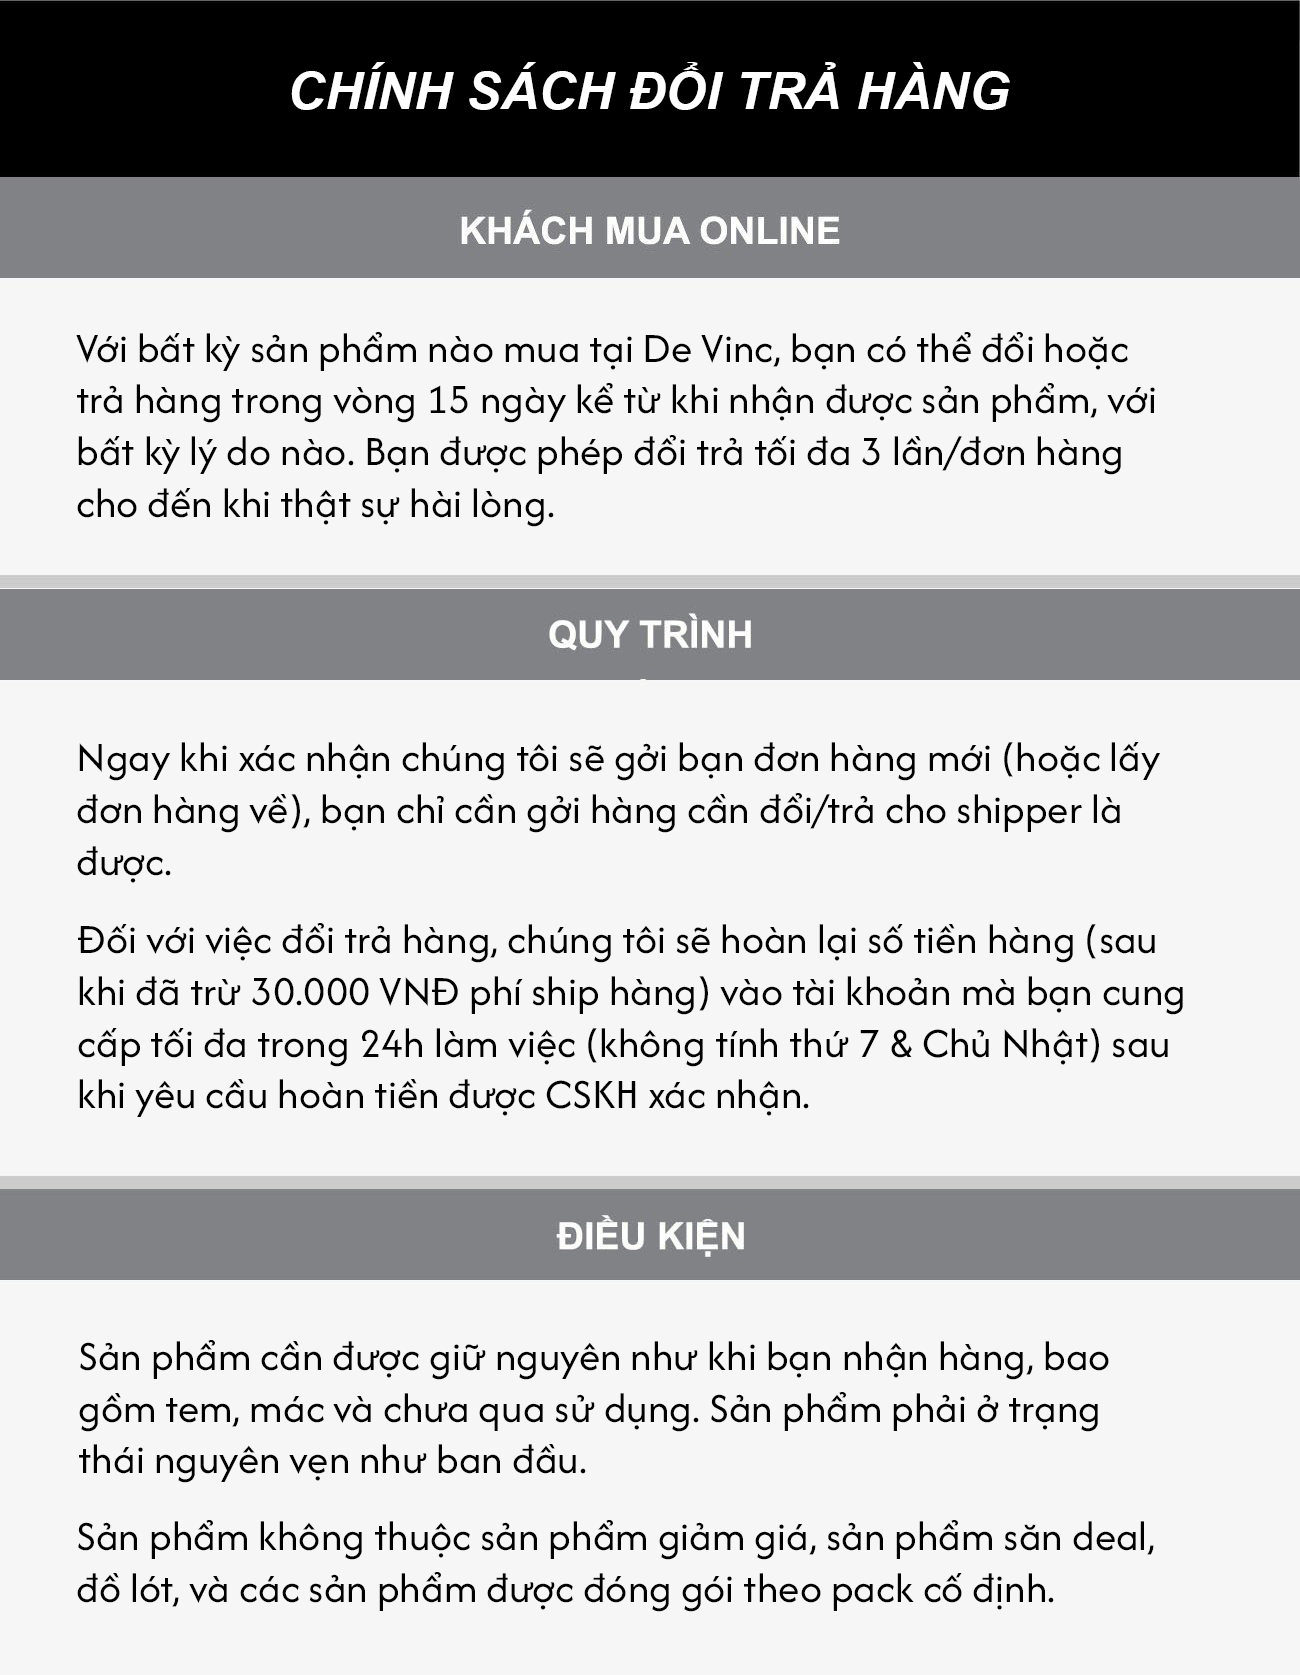 CHÍNH SÁCH ĐỔI TRẢ HÀNG
KHÁCH MUA ONLINE
Với bất kỳ sản phẩm nào mua tại De Vinc, bạn có thể đổi hoặc
trả hàng trong vòng 15 ngày kể từ khi nhận được sản phẩm, với
bất kỳ lý do nào. Bạn được phép đổi trả tối đa 3 lần/đơn hàng
cho đến khi thật sự hài lòng.
QUY TRÌNH
Ngay khi xác nhận chúng tôi sẽ gởi bạn đơn hàng mới (hoặc lấy
đơn hàng về), bạn chỉ cần gởi hàng cần đổi/trả cho shipper là
được.
Đối với việc đổi trả hàng, chúng tôi sẽ hoàn lại số tiền hàng (sau
khi đã trừ 30.000 VNĐ phí ship hàng) vào tài khoản mà bạn cung
cấp tối đa trong 24h làm việc (không tính thứ 7 & Chủ Nhật) sau
khi yêu cầu hoàn tiền được CSKH xác nhận.
ĐIỀU KIỆN
Sản phẩm cần được giữ nguyên như khi bạn nhận hàng, bao
gồm tem, mác và chưa qua sử dụng. Sản phẩm phải ở trạng
thái nguyên vẹn như ban đầu.
Sản phẩm không thuộc sản phẩm giảm giá, sản phẩm săn deal,
đồ lót, và các sản phẩm được đóng gói theo pack cố định.